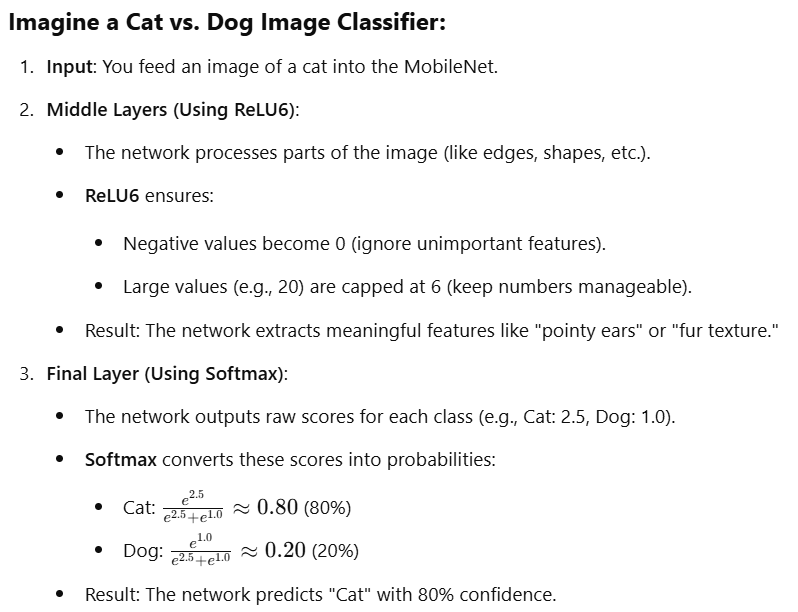 Imagine a Cat vs. Dog Image Classifier:
1. Input: You feed an image of a cat into the MobileNet.
2. Middle Layers (Using ReLU6):
• The network processes parts of the image (like edges, shapes, etc.).
• ReLU6 ensures:
• Negative values become 0 (ignore unimportant features).
• Large values (e.g., 20) are capped at 6 (keep numbers manageable).
• Result: The network extracts meaningful features like "pointy ears" or "fur texture."
3. Final Layer (Using Softmax):
• The network outputs raw scores for each class (e.g., Cat: 2.5, Dog: 1.0).
• Softmax converts these scores into probabilities:
• Cat: $\frac{e^{2.5}}{e^{2.5}+e^{1.0}} \approx 0.80$ (80%)
• Dog: $\frac{e^{1.0}}{e^{2.5}+e^{1.0}} \approx 0.20$ (20%)
• Result: The network predicts "Cat" with 80% confidence.